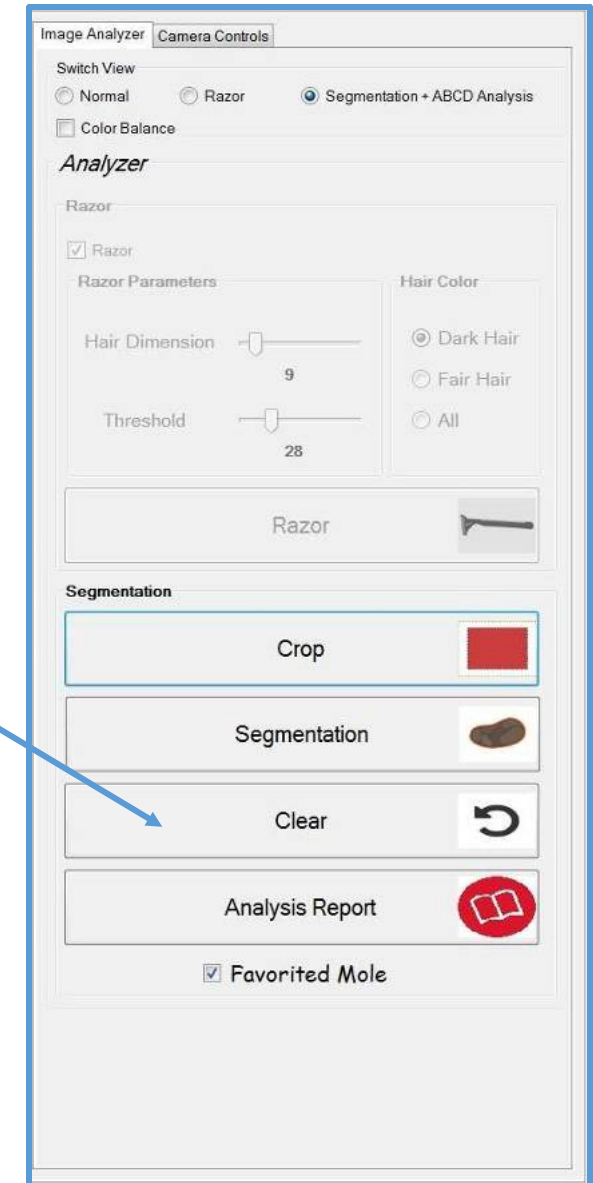 Image Analyzer Camera Controls
Switch View
Normal Razor Segmentation + ABCD Analysis
Color Balance
Analyzer
Razor
Razor
Razor Parameters Hair Color
Hair Dimension Dark Hair
9 Fair Hair
Threshold All
28
Razor
Segmentation
Crop
Segmentation
Clear
Analysis Report
Favorited Mole